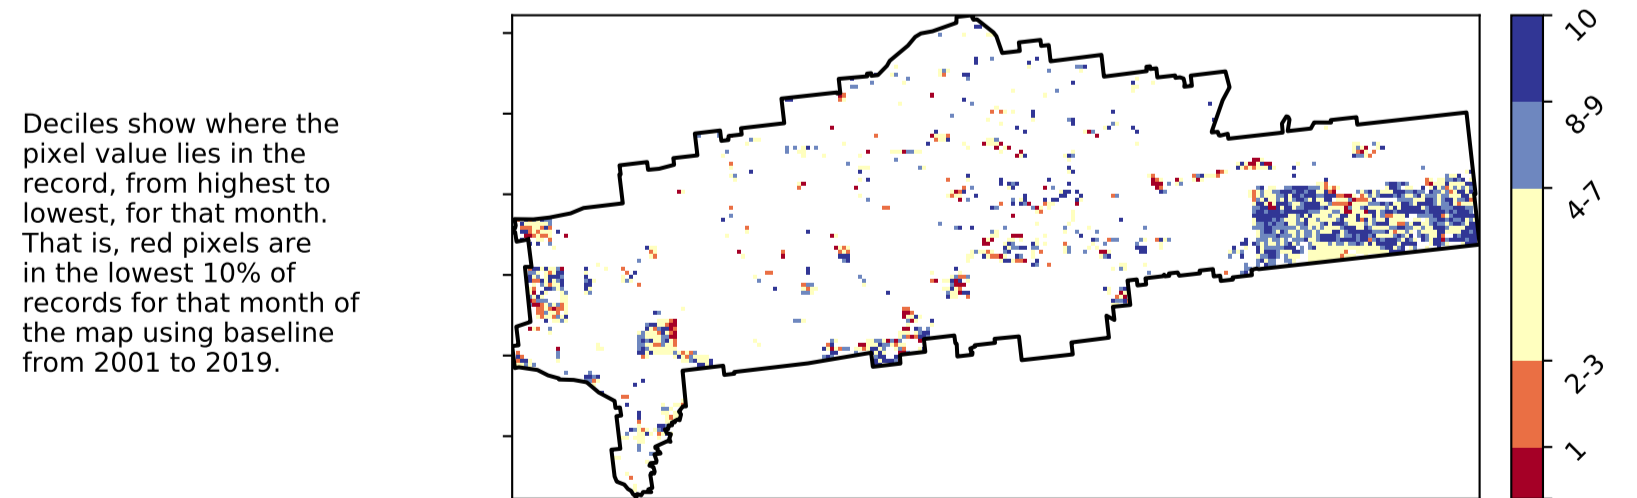 Deciles show where the
pixel value lies in the
record, from highest to
lowest, for that month.
That is, red pixels are
in the lowest 10% of
records for that month of
the map using baseline
from 2001 to 2019.
10
8-9
4-7
2-3
1